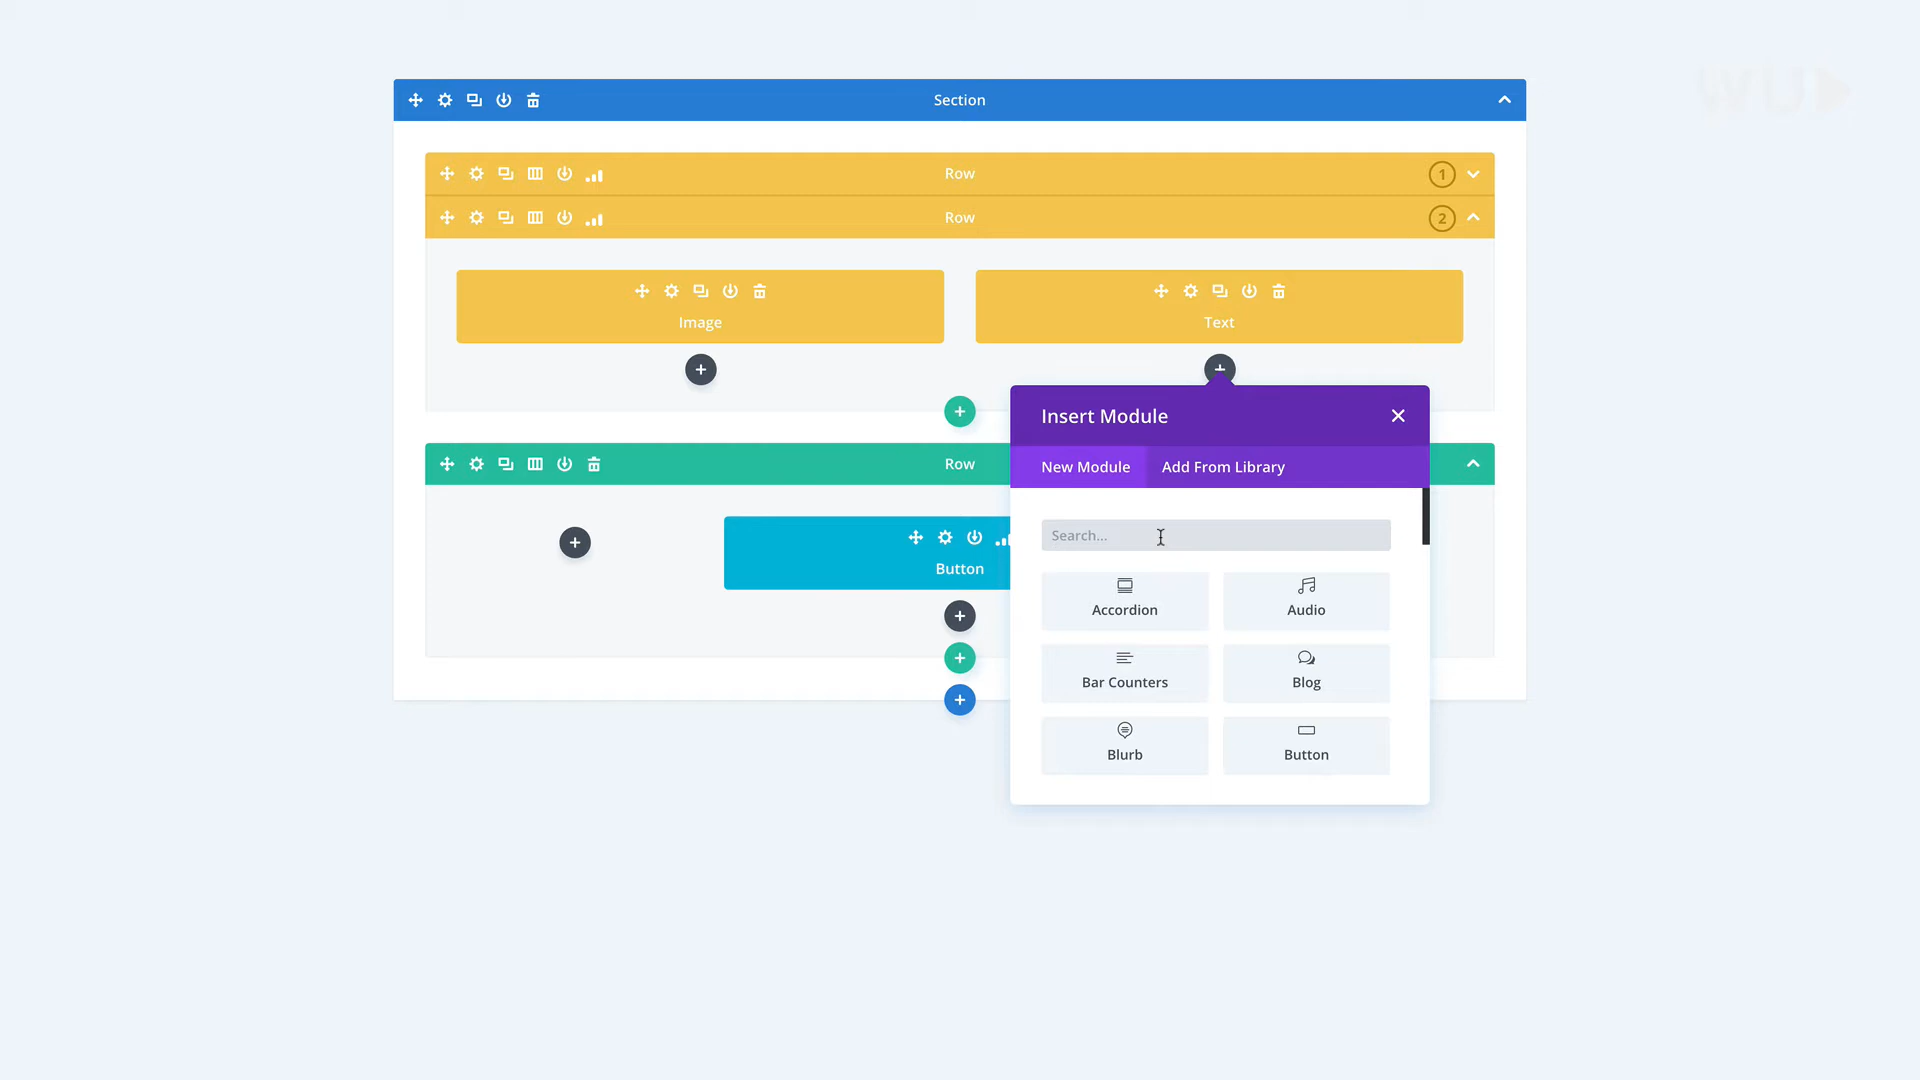 Section
Row 1
Row 2
Image
Text
Insert Module
New Module Add From Library
Row
Search...
Button
Accordion Audio
Bar Counters Blog
Blurb Button
WU